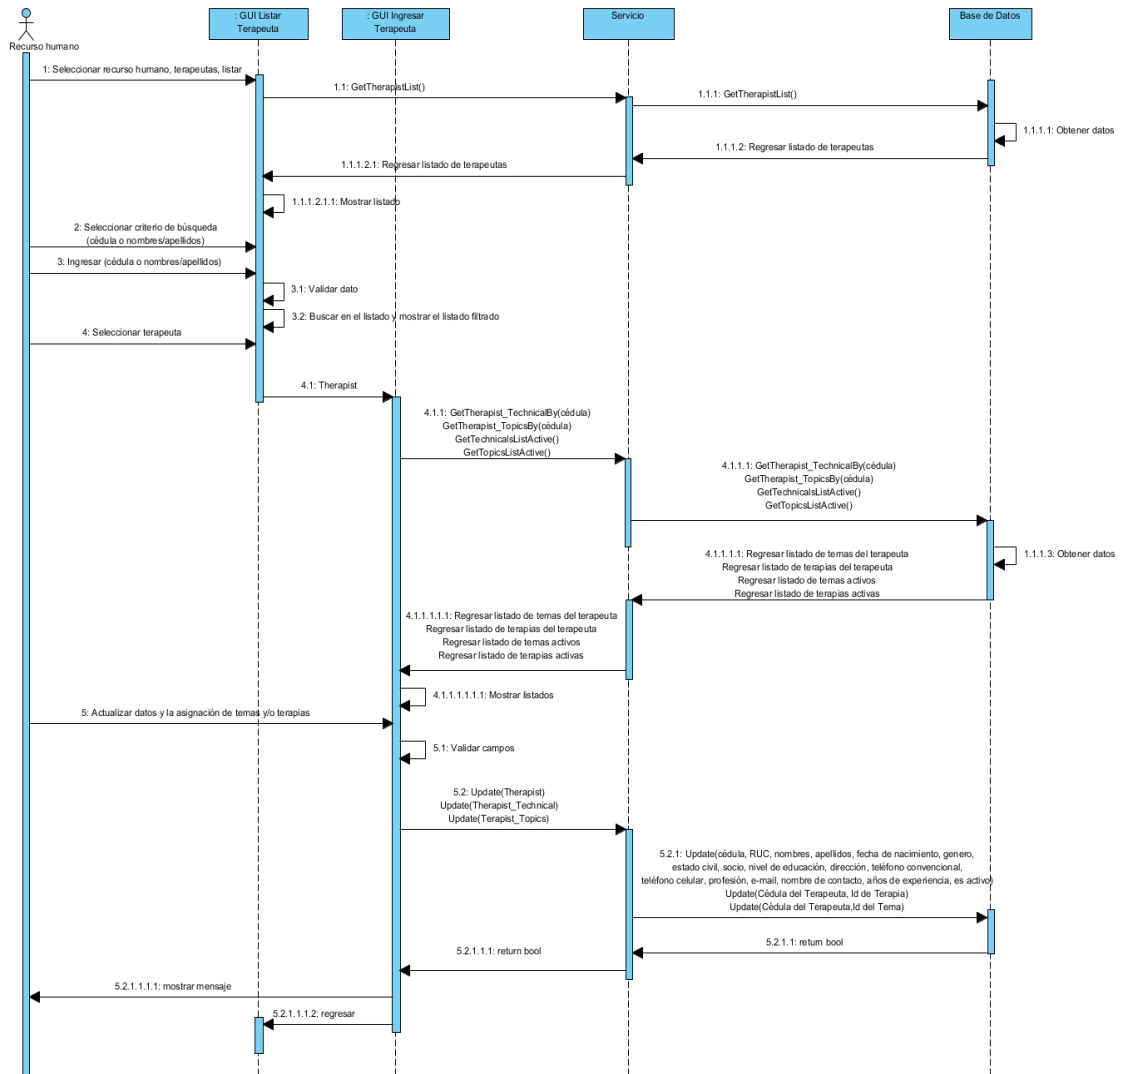 : GUI Listar
Terapeuta
: GUI Ingresar
Terapeuta
Servicio
Base de Datos
Recurso humano
1: Seleccionar recurso humano, terapeutas, listar
1.1: GetTherapistList()
1.1.1: GetTherapistList()
1.1.1.1: Obtener datos
1.1.1.2: Regresar listado de terapeutas
1.1.1.2.1: Regresar listado de terapeutas
1.1.1.2.1.1: Mostrar listado
2: Seleccionar criterio de búsqueda
(cédula o nombres/apellidos)
3: Ingresar (cédula o nombres/apellidos)
3.1: Validar dato
3.2: Buscar en el listado y mostrar el listado filtrado
4: Seleccionar terapeuta
4.1: Therapist
4.1.1: GetTherapist_TechnicalBy(cédula)
GetTherapist_TopicsBy(cédula)
GetTechnicalsListActive()
GetTopicsListActive()
4.1.1.1: GetTherapist_TechnicalBy(cédula)
GetTherapist_TopicsBy(cédula)
GetTechnicalsListActive()
GetTopicsListActive()
1.1.1.3: Obtener datos
4.1.1.1.1: Regresar listado de temas del terapeuta
Regresar listado de terapias del terapeuta
Regresar listado de temas activos
Regresar listado de terapias activas
4.1.1.1.1.1: Regresar listado de temas del terapeuta
Regresar listado de terapias del terapeuta
Regresar listado de temas activos
Regresar listado de terapias activas
4.1.1.1.1.1.1: Mostrar listados
5: Actualizar datos y la asignación de temas y/o terapias
5.1: Validar campos
5.2: Update(Therapist)
Update(Therapist_Technical)
Update(Terapist_Topics)
5.2.1: Update(cédula, RUC, nombres, apellidos, fecha de nacimiento, genero,
estado civil, socio, nivel de educación, dirección, teléfono convencional,
teléfono celular, profesión, e-mail, nombre de contacto, años de experiencia, es activo)
Update(Cédula del Terapeuta, Id de Terapia)
Update(Cédula del Terapeuta,Id del Tema)
5.2.1.1: return bool
5.2.1.1.1: return bool
5.2.1.1.1.1: mostrar mensaje
5.2.1.1.1.2: regresar